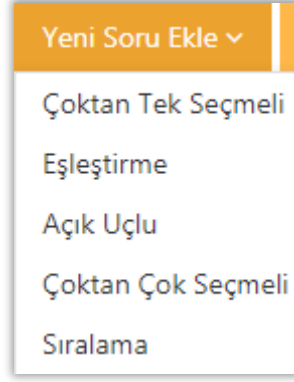 Yeni Soru Ekle
Çoktan Tek Seçmeli
Eşleştirme
Açık Uçlu
Çoktan Çok Seçmeli
Sıralama